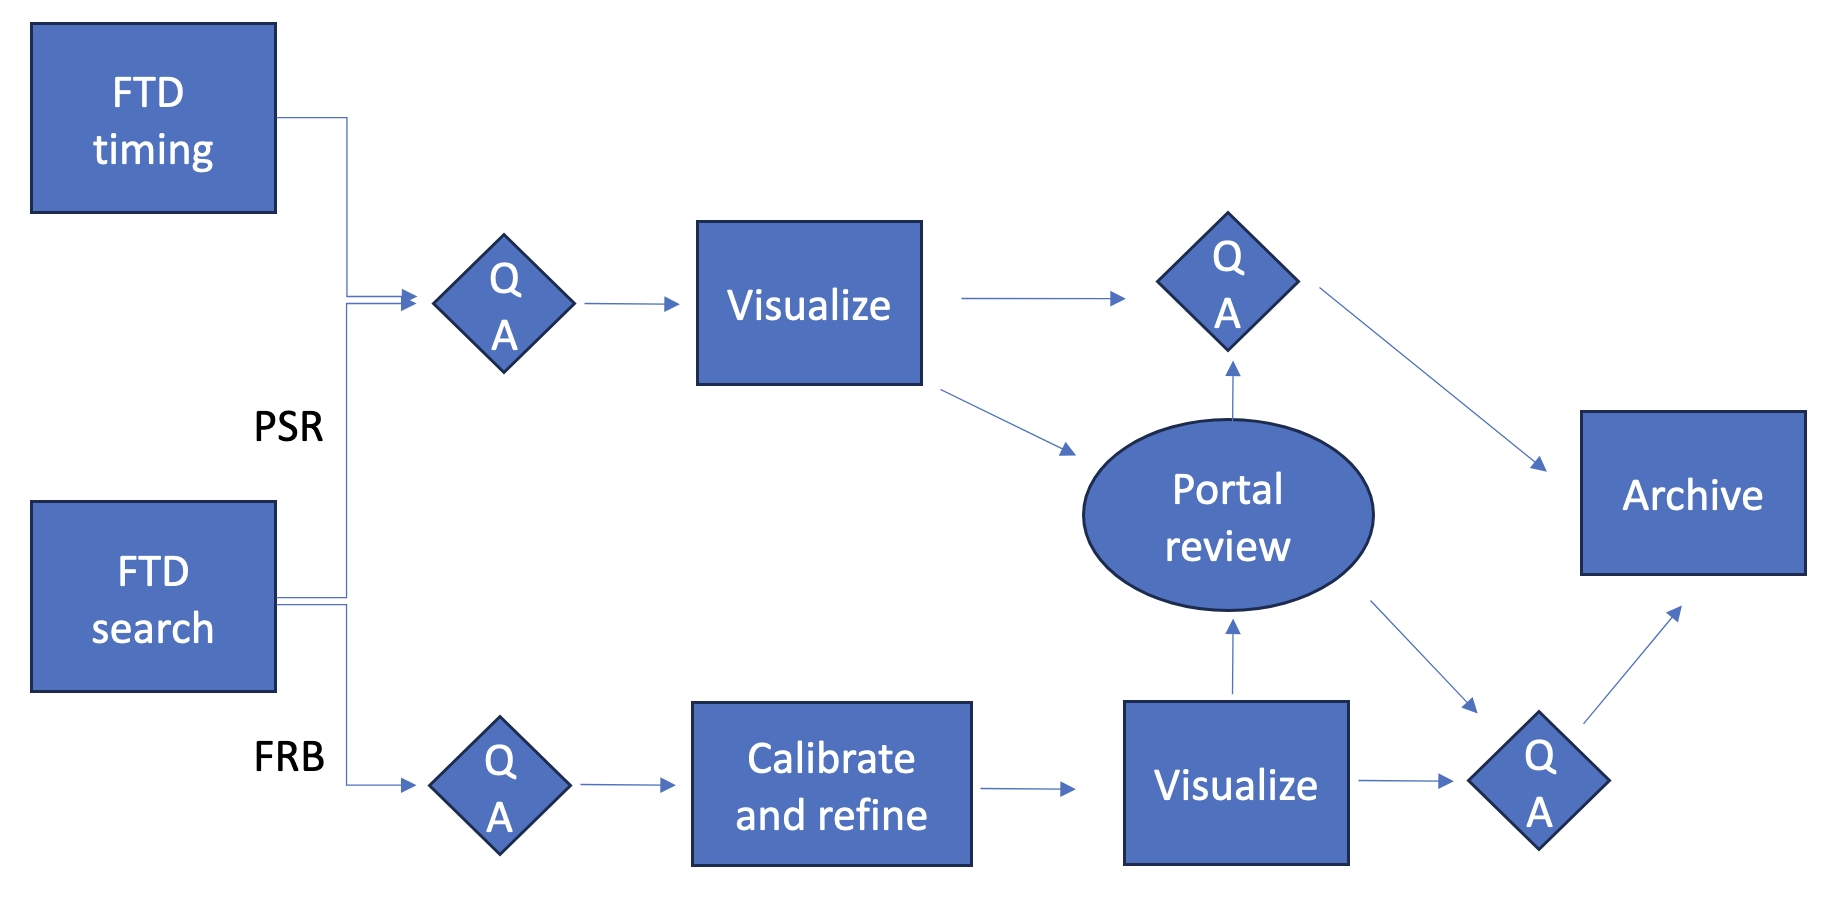 FTD
timing
Q
A
Visualize
Q
A
PSR
Portal
review
Archive
FTD
search
FRB
Q
A
Calibrate
and refine
Visualize
Q
A